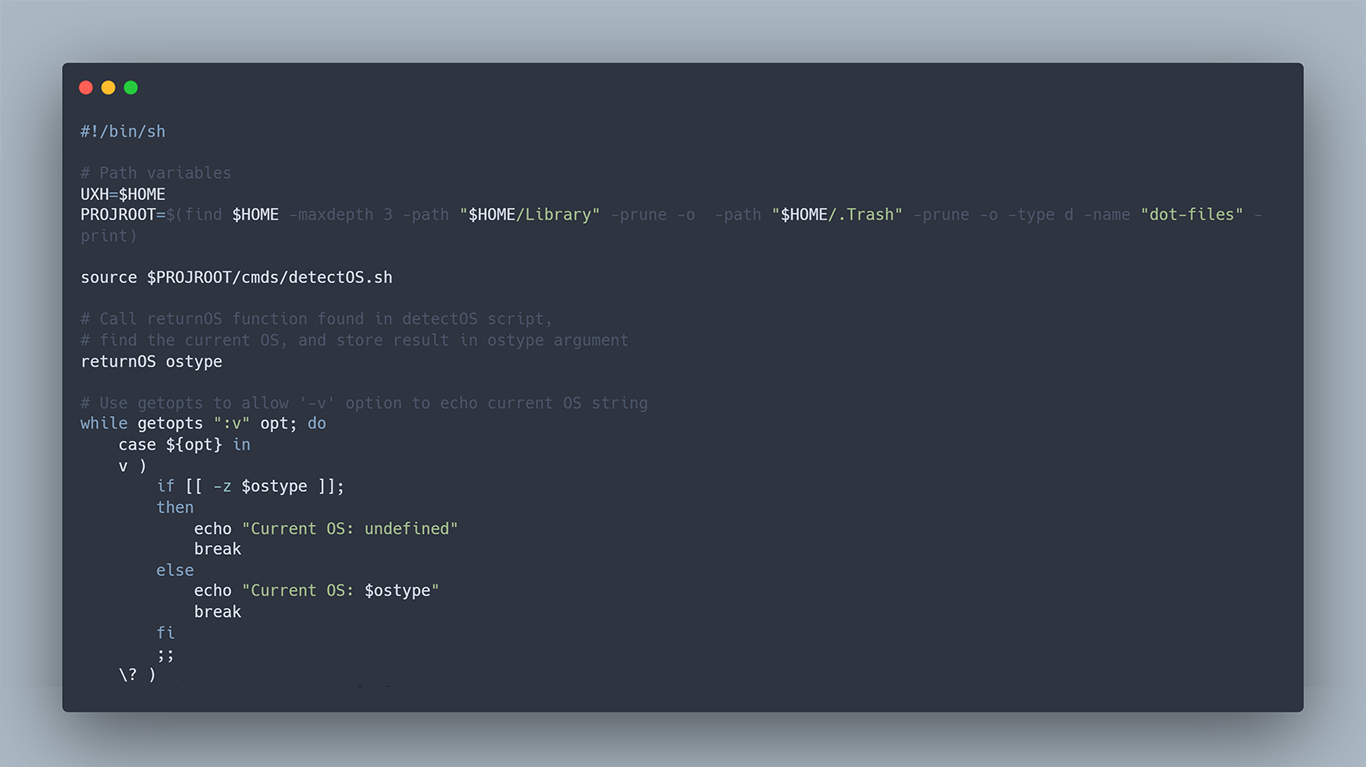 #!/bin/sh
# Path variables
UXH=$HOME
PROJROOT=$(find $HOME -maxdepth 3 -path "$HOME/Library" -prune -o  -path "$HOME/.Trash" -prune -o -type d -name "dot-files" -
print)
source $PROJROOT/cmds/detectOS.sh
# Call returnOS function found in detectOS script,
# find the current OS, and store result in ostype argument
returnOS ostype
# Use getopts to allow '-v' option to echo current OS string
while getopts ":v" opt; do
    case ${opt} in
    v )
        if [[ -z $ostype ]];
        then
            echo "Current OS: undefined"
            break
        else
            echo "Current OS: $ostype"
            break
        fi
        ;;
    \? )